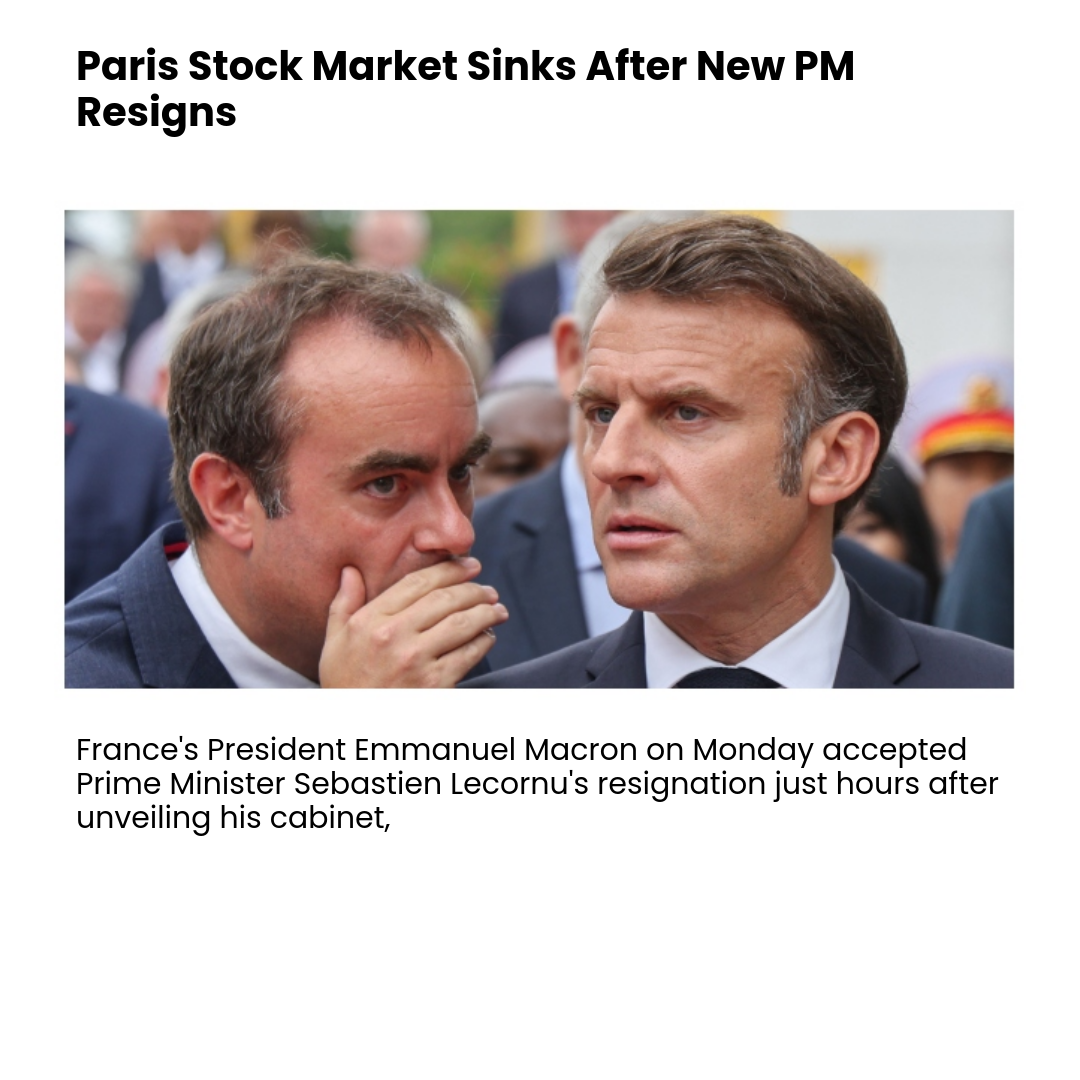 Paris Stock Market Sinks After New PM
Resigns
France's President Emmanuel Macron on Monday accepted
Prime Minister Sebastien Lecornu's resignation just hours after
unveiling his cabinet,